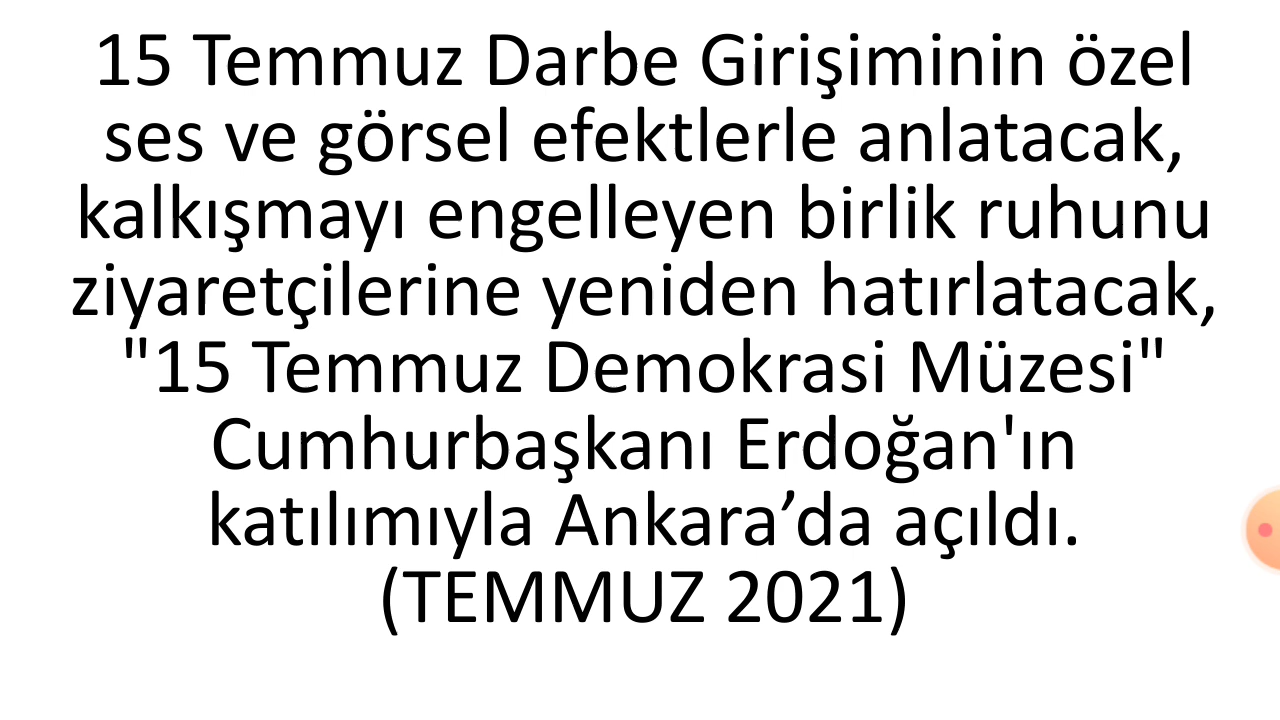 15 Temmuz Darbe Girişiminin özel
ses ve görsel efektlerle anlatacak,
kalkışmayı engelleyen birlik ruhunu
ziyaretçilerine yeniden hatırlatacak,
"15 Temmuz Demokrasi Müzesi"
Cumhurbaşkanı Erdoğan'ın
katılımıyla Ankara’da açıldı.
(TEMMUZ 2021)